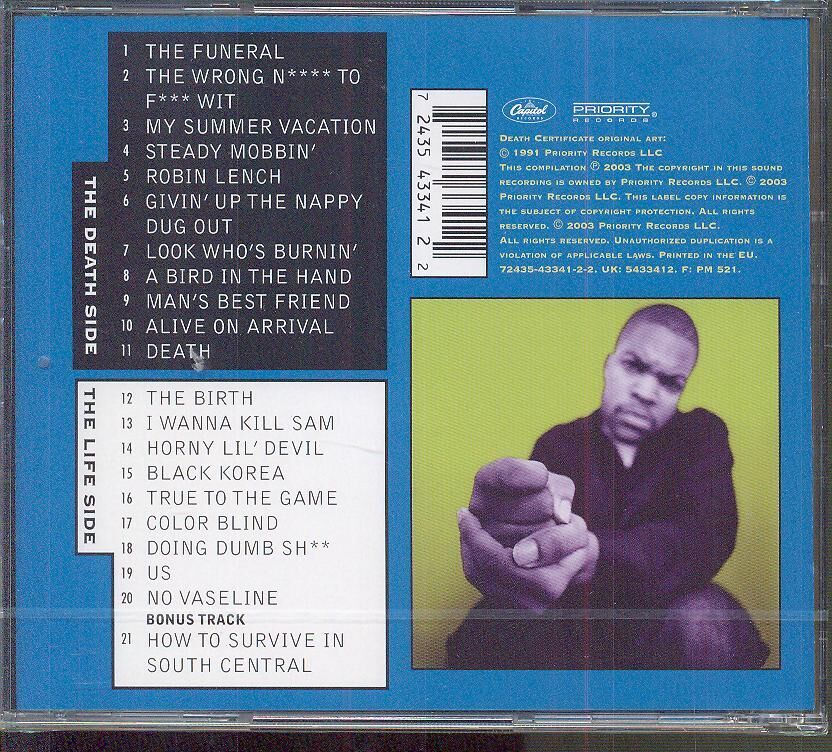 THE DEATH SIDE
1 THE FUNERAL
2 THE WRONG N**** TO
F*** WIT
3 MY SUMMER VACATION
4 STEADY MOBBIN'
5 ROBIN LENCH
6 GIVIN' UP THE NAPPY
DUG OUT
7 LOOK WHO'S BURNIN'
8 A BIRD IN THE HAND
9 MAN'S BEST FRIEND
10 ALIVE ON ARRIVAL
11 DEATH
THE LIFE SIDE
12 THE BIRTH
13 I WANNA KILL SAM
14 HORNY LIL' DEVIL
15 BLACK KOREA
16 TRUE TO THE GAME
17 COLOR BLIND
18 DOING DUMB SH**
19 US
20 NO VASELINE
BONUS TRACK
21 HOW TO SURVIVE IN
SOUTH CENTRAL
7 24354 33412 2
Capitol
RECORDS
PRIORITY®
RECORDS
DEATH CERTIFICATE ORIGINAL ART:
© 1991 PRIORITY RECORDS LLC
THIS COMPILATION ℗ 2003 THE COPYRIGHT IN THIS SOUND
RECORDING IS OWNED BY PRIORITY RECORDS LLC. © 2003
PRIORITY RECORDS LLC. THIS LABEL COPY INFORMATION IS
THE SUBJECT OF COPYRIGHT PROTECTION. ALL RIGHTS
RESERVED. © 2003 PRIORITY RECORDS LLC.
ALL RIGHTS RESERVED. UNAUTHORIZED DUPLICATION IS A
VIOLATION OF APPLICABLE LAWS. PRINTED IN THE EU.
72435-43341-2-2. UK: 5433412. F: PM 521.